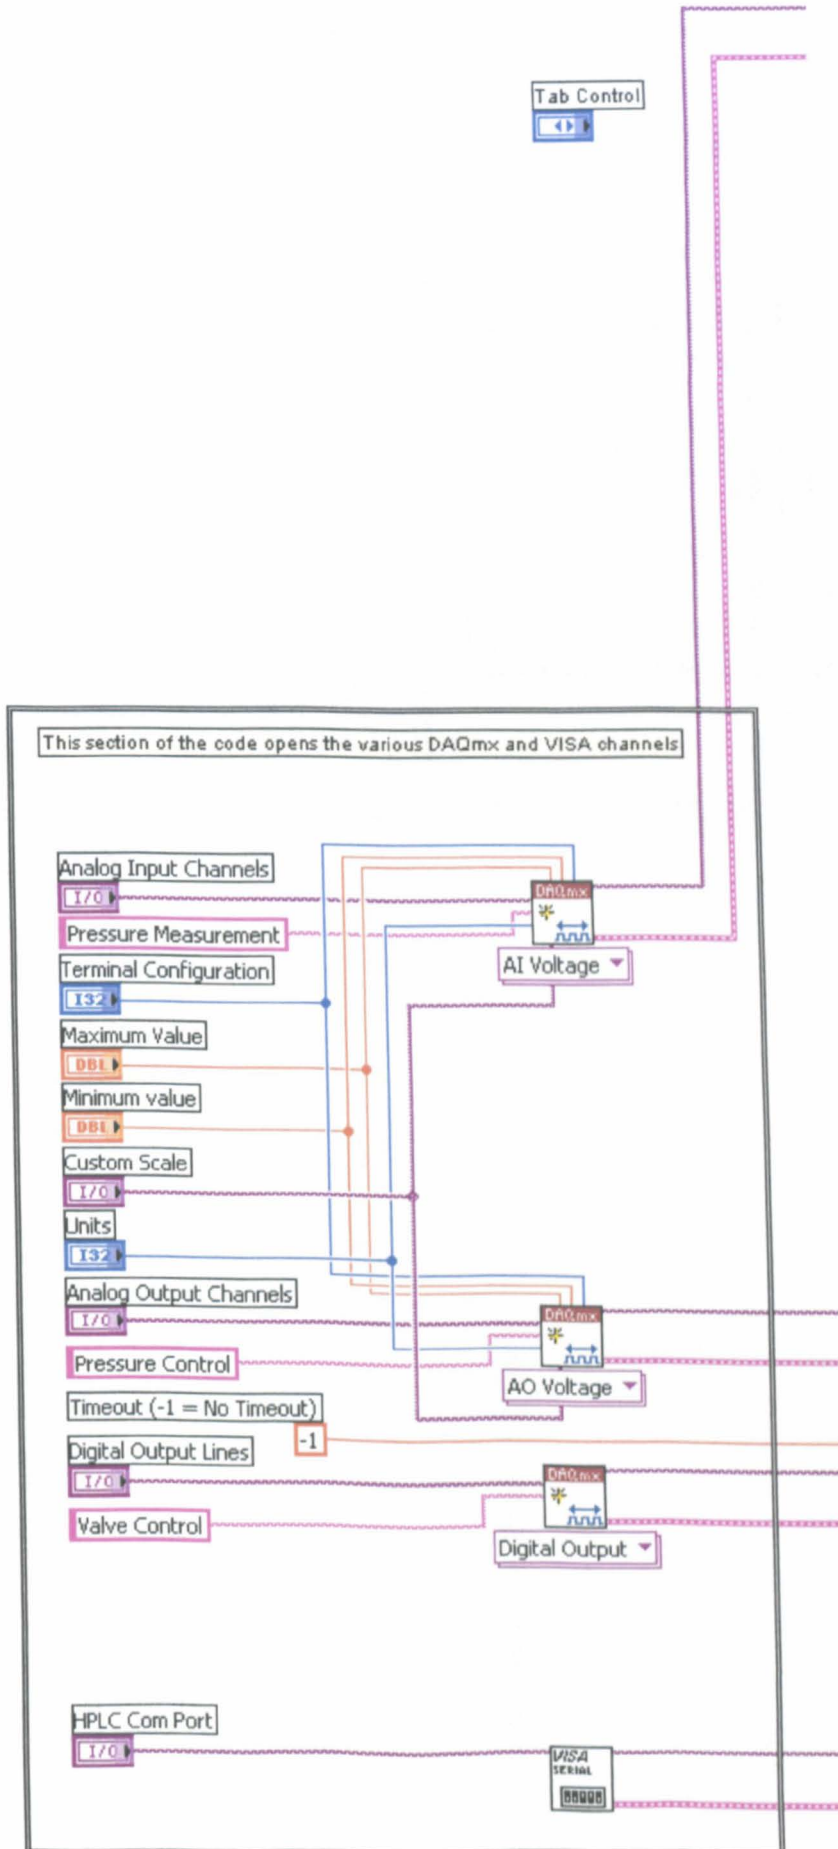 Tab Control
This section of the code opens the various DAQmx and VISA channels
Analog Input Channels
I/O
DAQmx
Pressure Measurement
AI Voltage
Terminal Configuration
I32
Maximum Value
DBL
Minimum value
DBL
Custom Scale
I/O
Units
I32
Analog Output Channels
I/O
DAQmx
Pressure Control
AO Voltage
Timeout (-1 = No Timeout)
-1
Digital Output Lines
I/O
DAQmx
Valve Control
Digital Output
HPLC Com Port
I/O
VISA
SERIAL